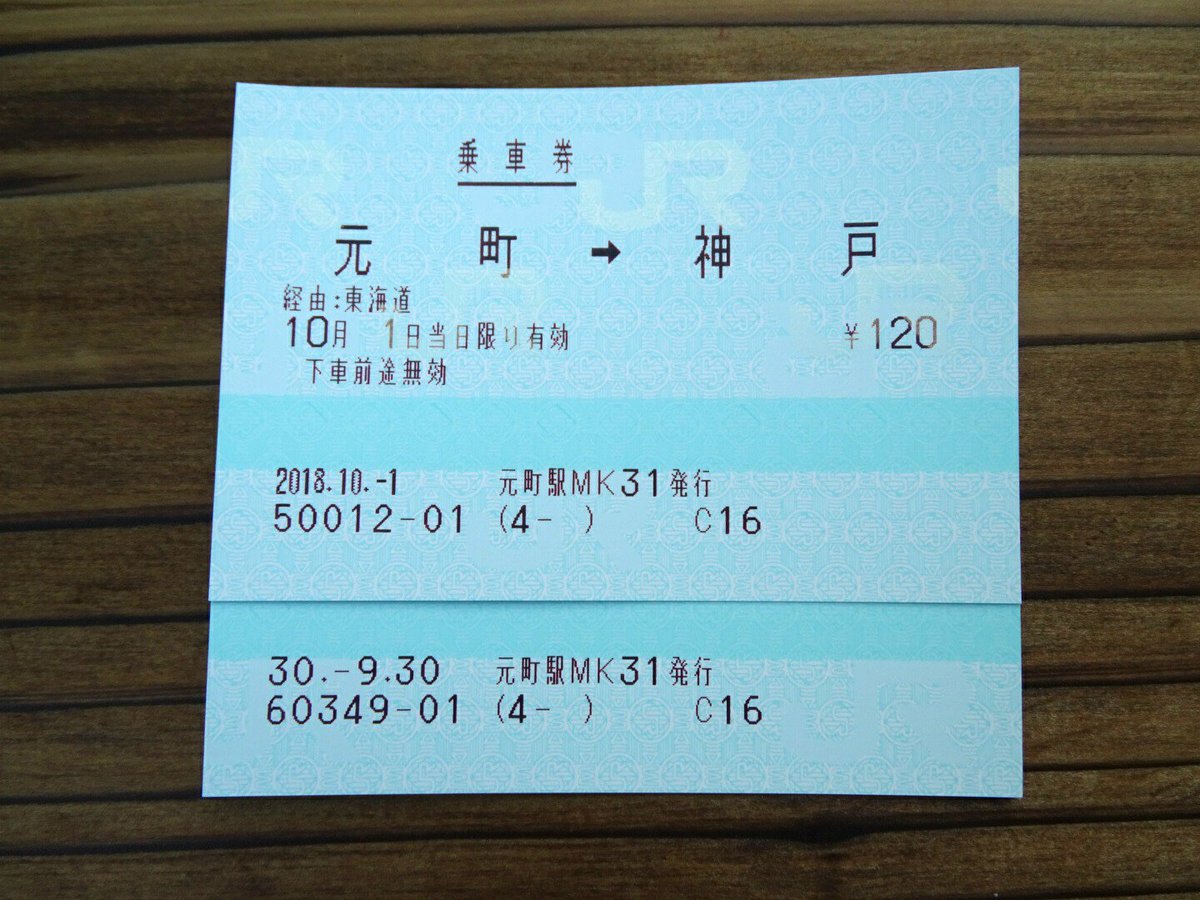 乗車券
元町→神戸
経由:東海道
10月 1日当日限り有効 ¥120
下車前途無効
2018.10.-1 元町駅MK31発行
50012-01 (4- ) C16
30.-9.30 元町駅MK31発行
60349-01 (4- ) C16